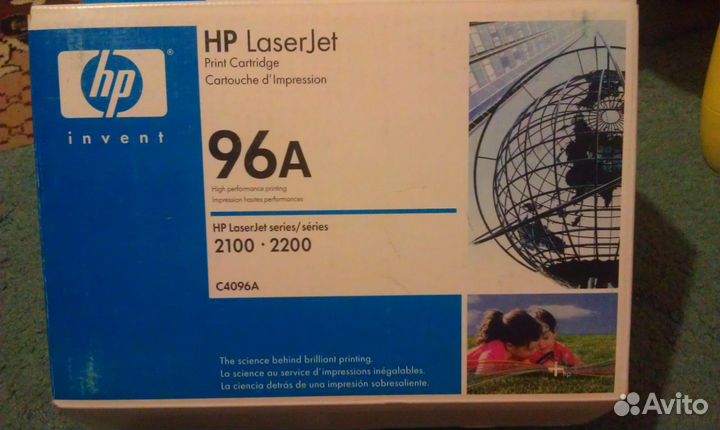 hp
®
invent
HP LaserJet
Print Cartridge
Cartouche d'Impression
96A
High performance printing
Impression hautes performances
HP LaserJet series/séries
2100 · 2200
C4096A
The science behind brilliant printing.
La science au service d'impressions inégalables.
La ciencia detrás de una impresión sobresaliente.
Avito